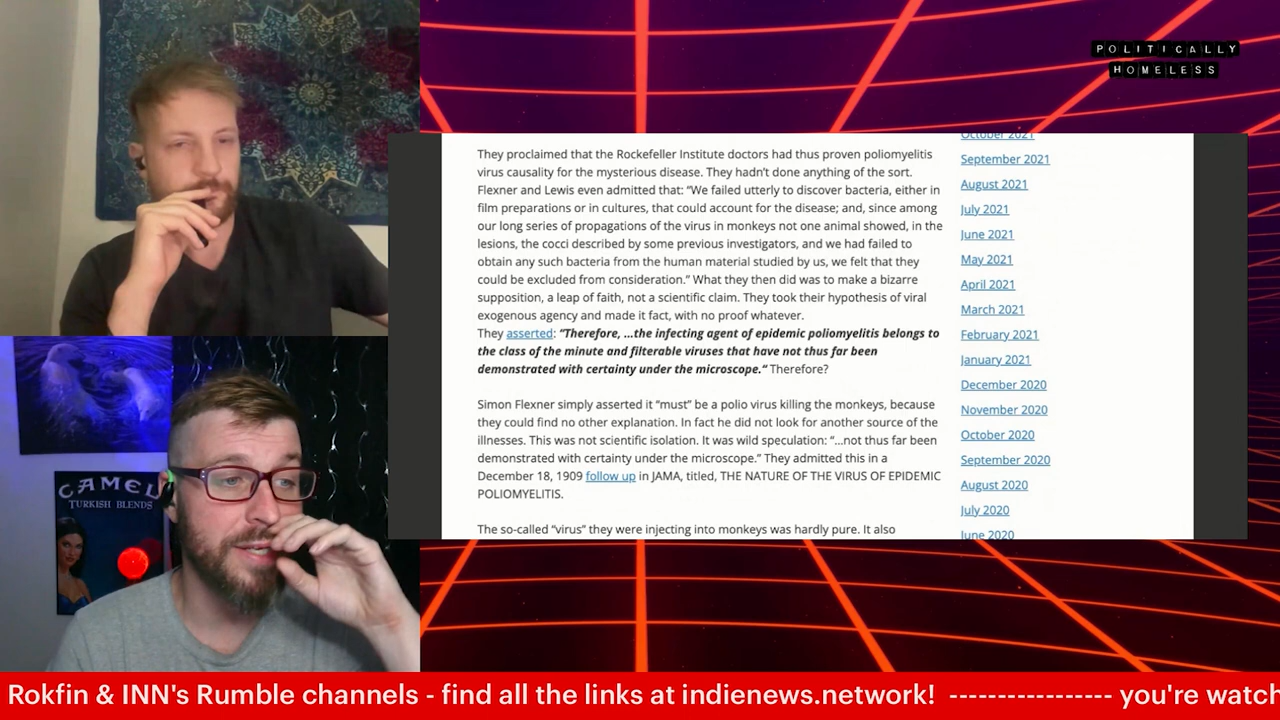 POLITICALLY
HOMELESS
They proclaimed that the Rockefeller Institute doctors had thus proven poliomyelitis
virus causality for the mysterious disease. They hadn't done anything of the sort.
Flexner and Lewis even admitted that: “We failed utterly to discover bacteria, either in
film preparations or in cultures, that could account for the disease; and, since among
our long series of propagations of the virus in monkeys not one animal showed, in the
lesions, the cocci described by some previous investigators, and we had failed to
obtain any such bacteria from the human material studied by us, we felt that they
could be excluded from consideration.” What they then did was to make a bizarre
supposition, a leap of faith, not a scientific claim. They took their hypothesis of viral
exogenous agency and made it fact, with no proof whatever.
They asserted: “Therefore, …the infecting agent of epidemic poliomyelitis belongs to
the class of the minute and filterable viruses that have not thus far been
demonstrated with certainty under the microscope.“ Therefore?
Simon Flexner simply asserted it “must” be a polio virus killing the monkeys, because
they could find no other explanation. In fact he did not look for another source of the
illnesses. This was not scientific isolation. It was wild speculation: “…not thus far been
demonstrated with certainty under the microscope.” They admitted this in a
December 18, 1909 follow up in JAMA, titled, THE NATURE OF THE VIRUS OF EPIDEMIC
POLIOMYELITIS.
The so-called “virus” they were injecting into monkeys was hardly pure. It also
October 2021
September 2021
August 2021
July 2021
June 2021
May 2021
April 2021
March 2021
February 2021
January 2021
December 2020
November 2020
October 2020
September 2020
August 2020
July 2020
June 2020
CAMEL
TURKISH BLENDS
Rokfin & INN's Rumble channels - find all the links at indienews.network! ---------------- you're watch